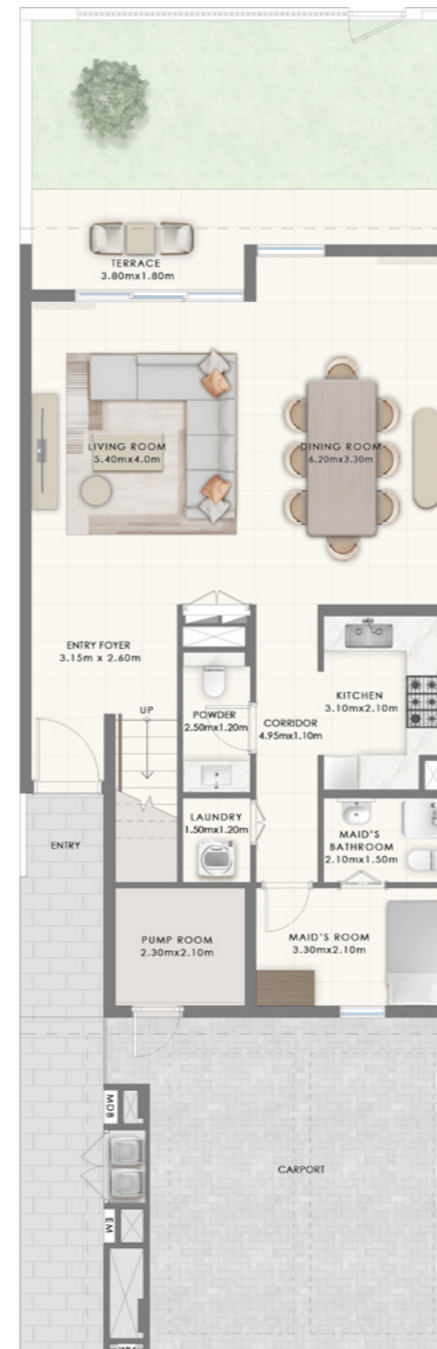 TERRACE
3.80mx1.80m
LIVING ROOM
5.40mx4.0m
DINING ROOM
6.20mx3.30m
ENTRY FOYER
3.15m x 2.60m
UP
POWDER
2.50mx1.20m
CORRIDOR
4.95mx1.10m
KITCHEN
3.10mx2.10m
LAUNDRY
1.50mx1.20m
MAID'S
BATHROOM
2.10mx1.50m
ENTRY
PUMP ROOM
2.30mx2.10m
MAID'S ROOM
3.30mx2.10m
MDB
EM
CARPORT